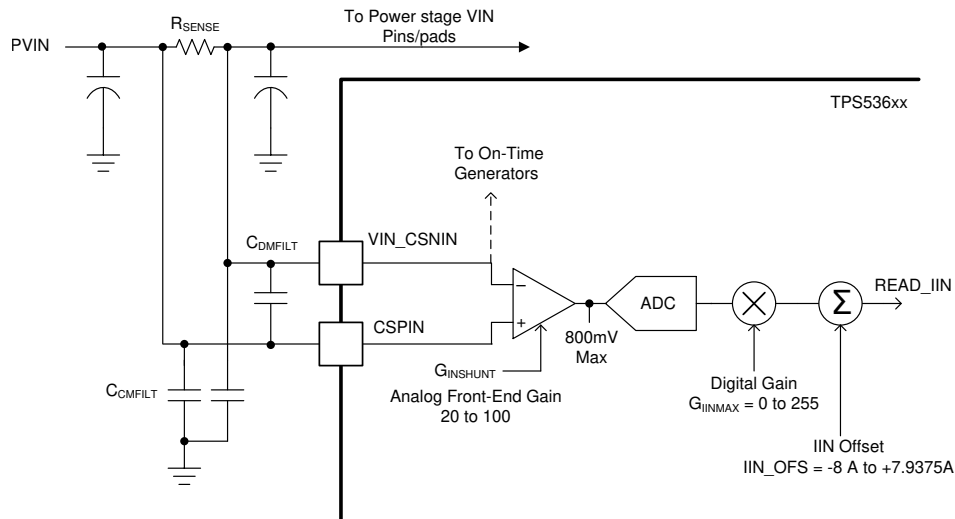 RSENSE
To Power stage VIN
Pins/pads
PVIN
TPS536xx
To On-Time
Generators
CDMFILT
VIN_CSNIN
−
+
CSPIN
800mV
Max
ADC
×
Σ
READ_IIN
GINSHUNT
Analog Front-End Gain
20 to 100
CCMFILT
Digital Gain
GIINMAX = 0 to 255
IIN Offset
IIN_OFS = -8 A to +7.9375A